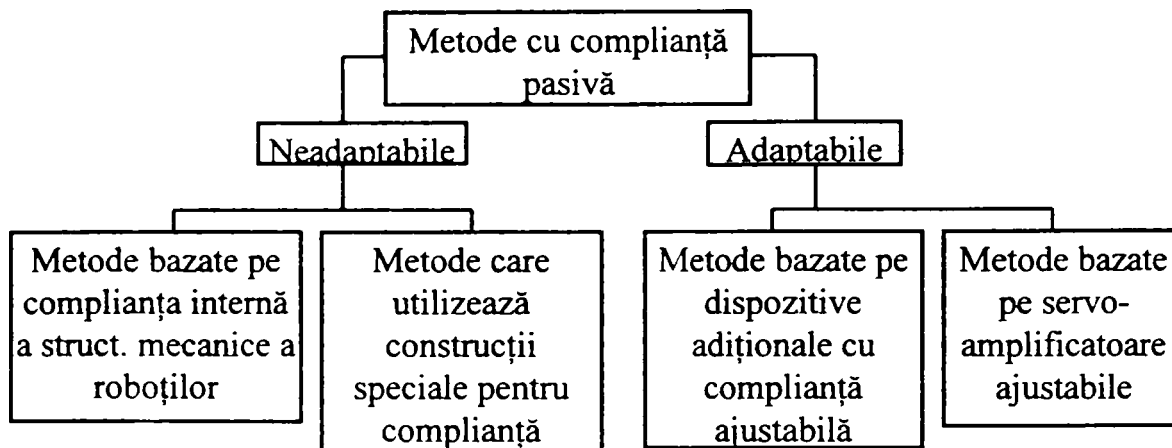 Metode cu complianță
pasivă
Neadaptabile
Adaptabile
Metode bazate pe
complianța internă
a struct. mecanice a
roboților
Metode care
utilizează
construcții
speciale pentru
complianță
Metode bazate pe
dispozitive
adiționale cu
complianță
ajustabilă
Metode bazate
pe servo-
amplificatoare
ajustabile